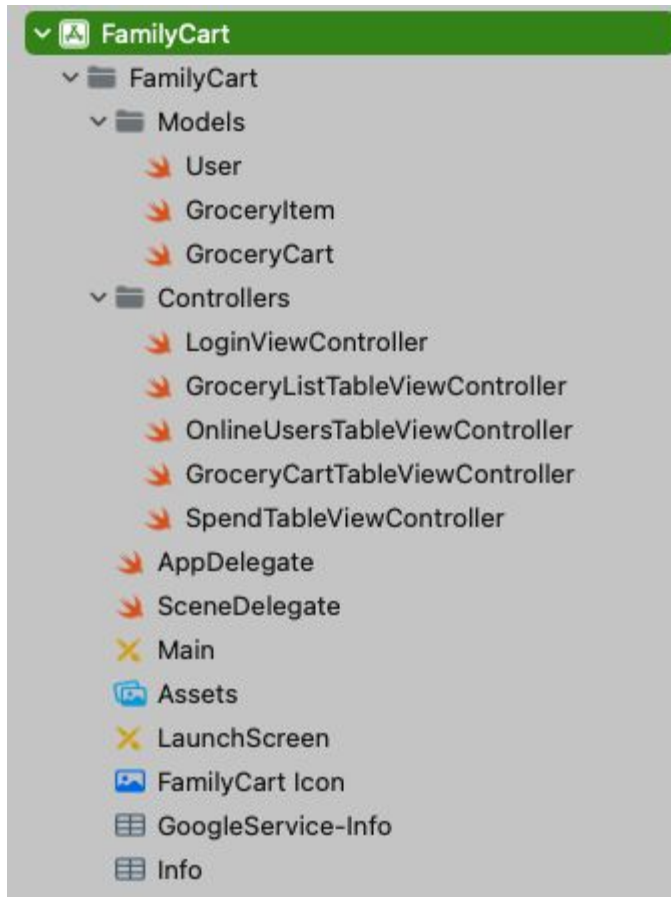 FamilyCart
FamilyCart
Models
User
GroceryItem
GroceryCart
Controllers
LoginViewController
GroceryListTableViewController
OnlineUsersTableViewController
GroceryCartTableViewController
SpendTableViewController
AppDelegate
SceneDelegate
Main
Assets
LaunchScreen
FamilyCart Icon
GoogleService-Info
Info